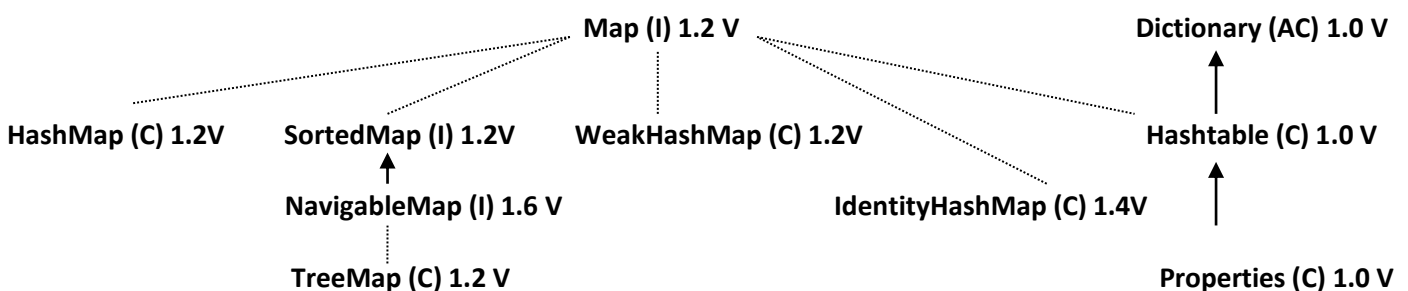 Map (I) 1.2 V Dictionary (AC) 1.0 V
HashMap (C) 1.2V SortedMap (I) 1.2V WeakHashMap (C) 1.2V Hashtable (C) 1.0 V
NavigableMap (I) 1.6 V IdentityHashMap (C) 1.4V
TreeMap (C) 1.2 V Properties (C) 1.0 V